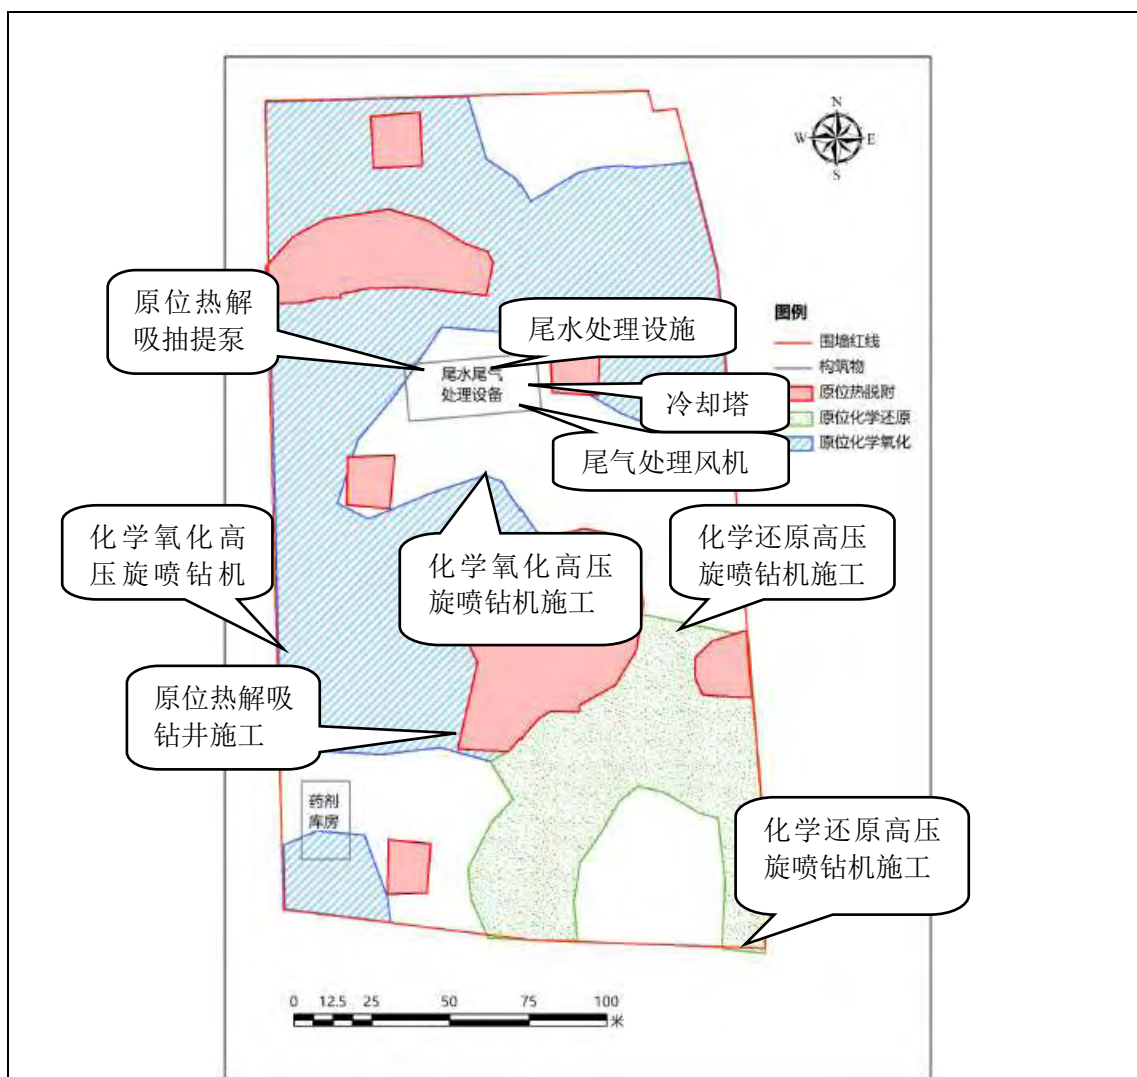 N
W
E
S
原位热解
吸抽提泵
尾水处理设施
尾水尾气
处理设备
冷却塔
尾气处理风机
图例
围墙红线
构筑物
原位热脱附
原位化学还原
原位化学氧化
化学氧化高
压旋喷钻机
化学氧化高压
旋喷钻机施工
化学还原高压
旋喷钻机施工
原位热解吸
钻井施工
药剂
库房
化学还原高压
旋喷钻机施工
0 12.5 25 50 75 100
米